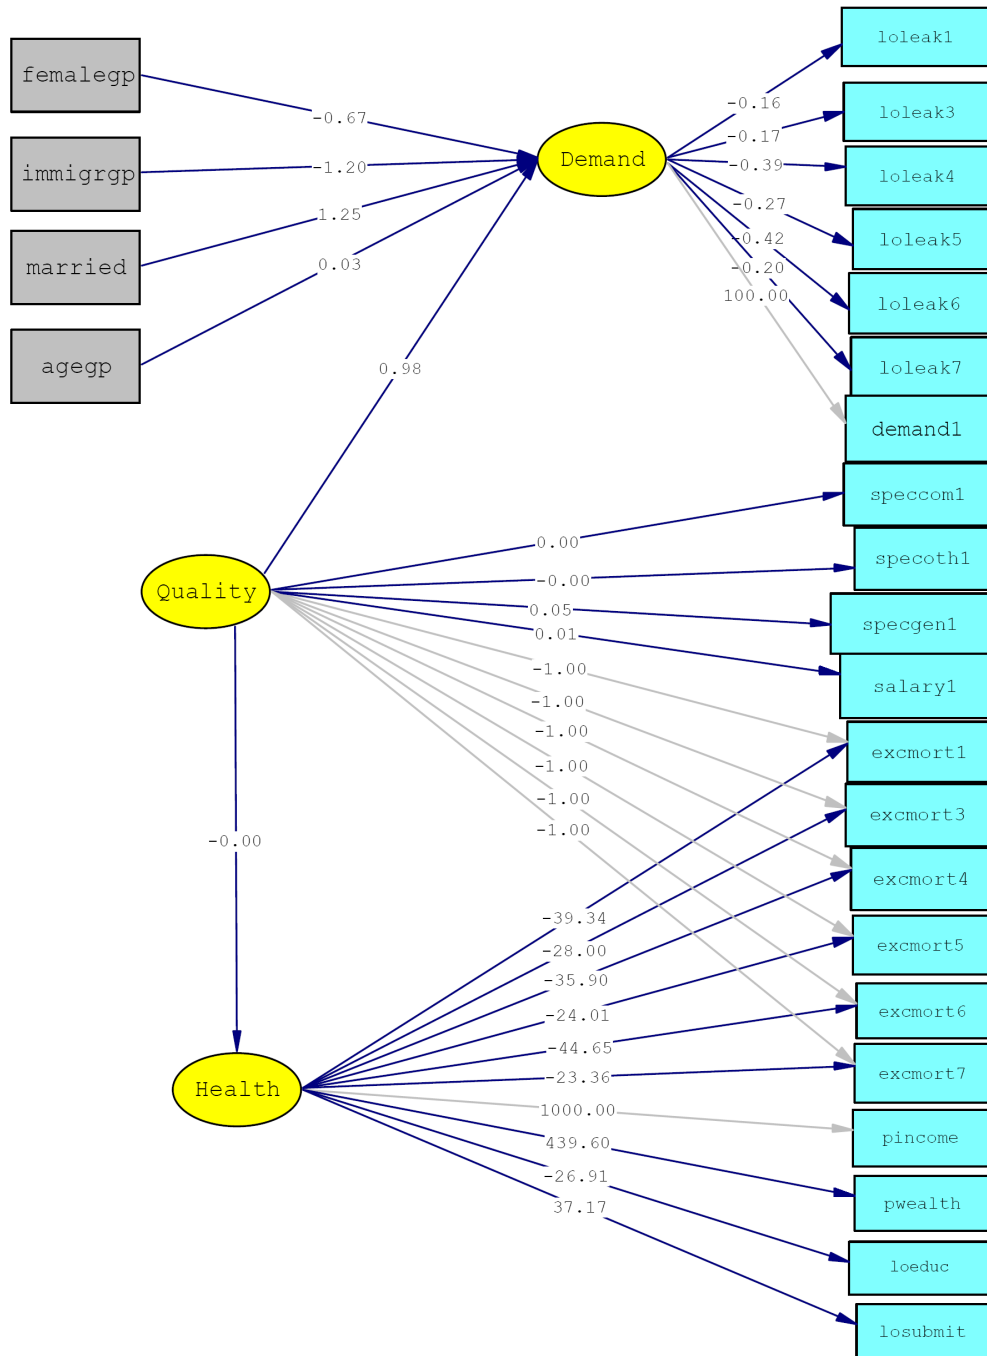 femalegp
immigrgp
married
agegp
-0.67
-1.20
1.25
0.03
Demand
-0.16
-0.17
-0.39
-0.27
-0.42
-0.20
100.00
loleak1
loleak3
loleak4
loleak5
loleak6
loleak7
demand1
0.98
Quality
0.00
-0.00
0.05
0.01
-1.00
-1.00
-1.00
-1.00
-1.00
-1.00
speccom1
specoth1
specgen1
salary1
excmort1
excmort3
excmort4
excmort5
excmort6
excmort7
-0.00
Health
-39.34
-28.00
-35.90
-24.01
-44.65
-23.36
1000.00
439.60
-26.91
37.17
pincome
pwealth
loeduc
losubmit